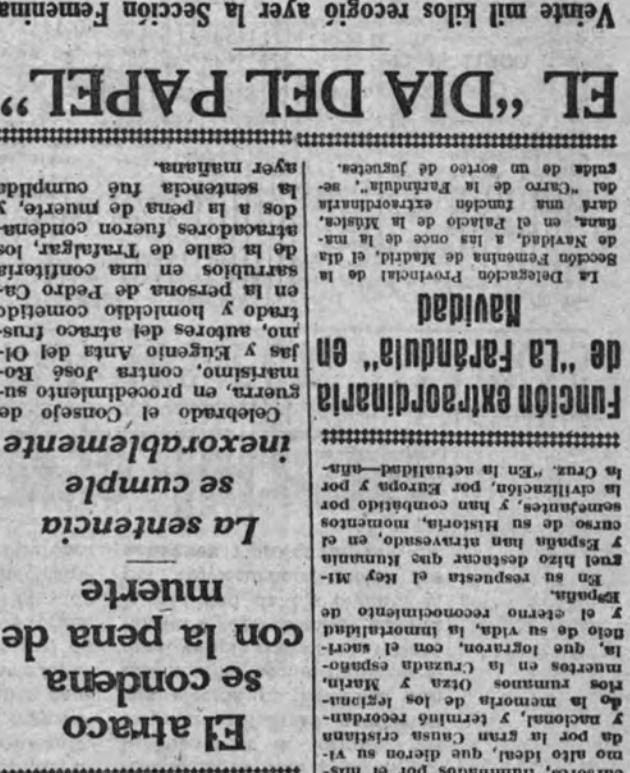 por el mis-
mo alto ideal, que dieron su vi-
da por la gran Causa cristiana
y nacional, y terminó recordan-
do la memoria de los legiona-
rios rumanos Otza y Marin,
muertos en la Cruzada españo-
la, que lograron, con el sacri-
ficio de su vida, la inmortalidad
y el eterno reconocimiento de
España.
En su respuesta el Rey Mi-
guel hizo destacar que Rumania
y España han atravesado, en el
curso de su Historia, momentos
semejantes, y han combatido por
la civilización, por Europa y por
la Cruz. "En la actualidad—aña-
Función extraordinaria
de "La Farándula" en
Navidad
La Delegación Provincial de la
Sección Femenina de Madrid, el día
de Navidad, a las once de la ma-
ñana, en el Palacio de la Música,
dará una función extraordinaria
del "Carro de la Farándula", se-
guida de un sorteo de juguetes.
El atraco
se condena
con la pena de
muerte
La sentencia
se cumple
inexorablemente
Celebrado el Consejo de
guerra, en procedimiento su-
marísimo, contra José Ro-
jas y Eugenio Anta del Ol-
mo, autores del atraco frus-
trado y homicidio cometido
en la persona de Pedro Ca-
sarrubios en una confitería
de la calle de Trafalgar, los
atracadores fueron condena-
dos a la pena de muerte, y
la sentencia fué cumplida
ayer mañana.
EL "DIA DEL PAPEL"
Veinte mil kilos recogió ayer la Sección Femenina